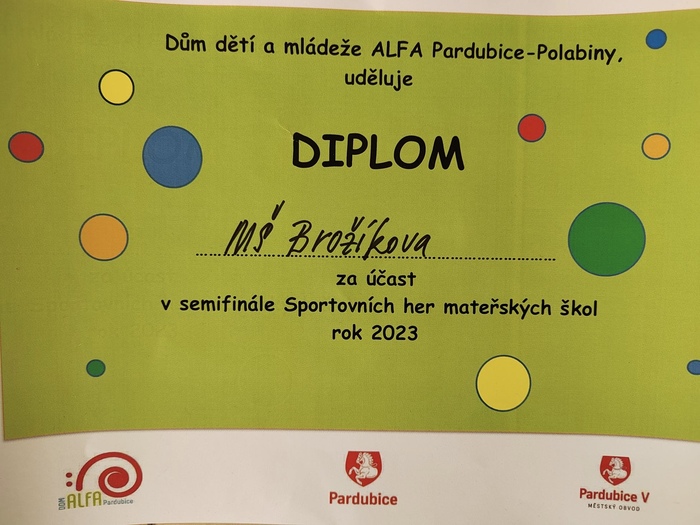 Dům dětí a mládeže ALFA Pardubice-Polabiny,
uděluje
DIPLOM
MŠ Brožíkova
za účast
v semifinále Sportovních her mateřských škol
rok 2023
DDM ALFA Pardubice
Pardubice
Pardubice V
MĚSTSKÝ OBVOD